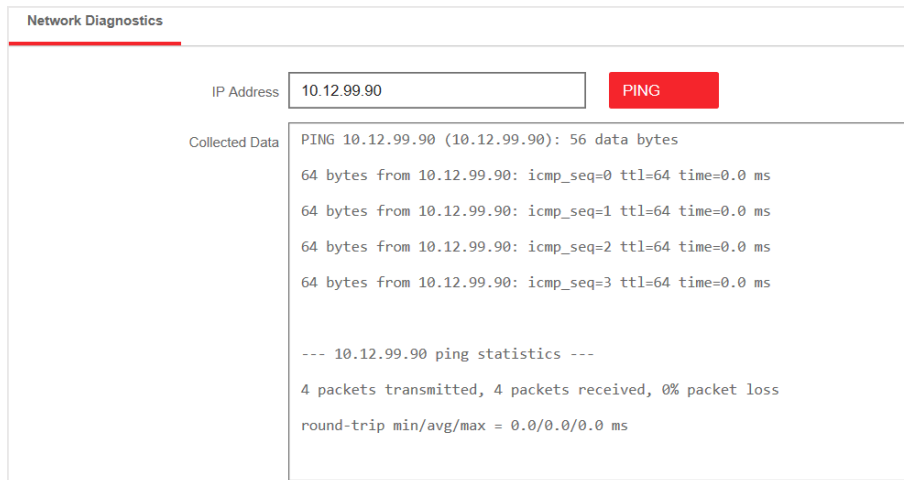 Network Diagnostics
IP Address 10.12.99.90 PING
Collected Data PING 10.12.99.90 (10.12.99.90): 56 data bytes
64 bytes from 10.12.99.90: icmp_seq=0 ttl=64 time=0.0 ms
64 bytes from 10.12.99.90: icmp_seq=1 ttl=64 time=0.0 ms
64 bytes from 10.12.99.90: icmp_seq=2 ttl=64 time=0.0 ms
64 bytes from 10.12.99.90: icmp_seq=3 ttl=64 time=0.0 ms
--- 10.12.99.90 ping statistics ---
4 packets transmitted, 4 packets received, 0% packet loss
round-trip min/avg/max = 0.0/0.0/0.0 ms